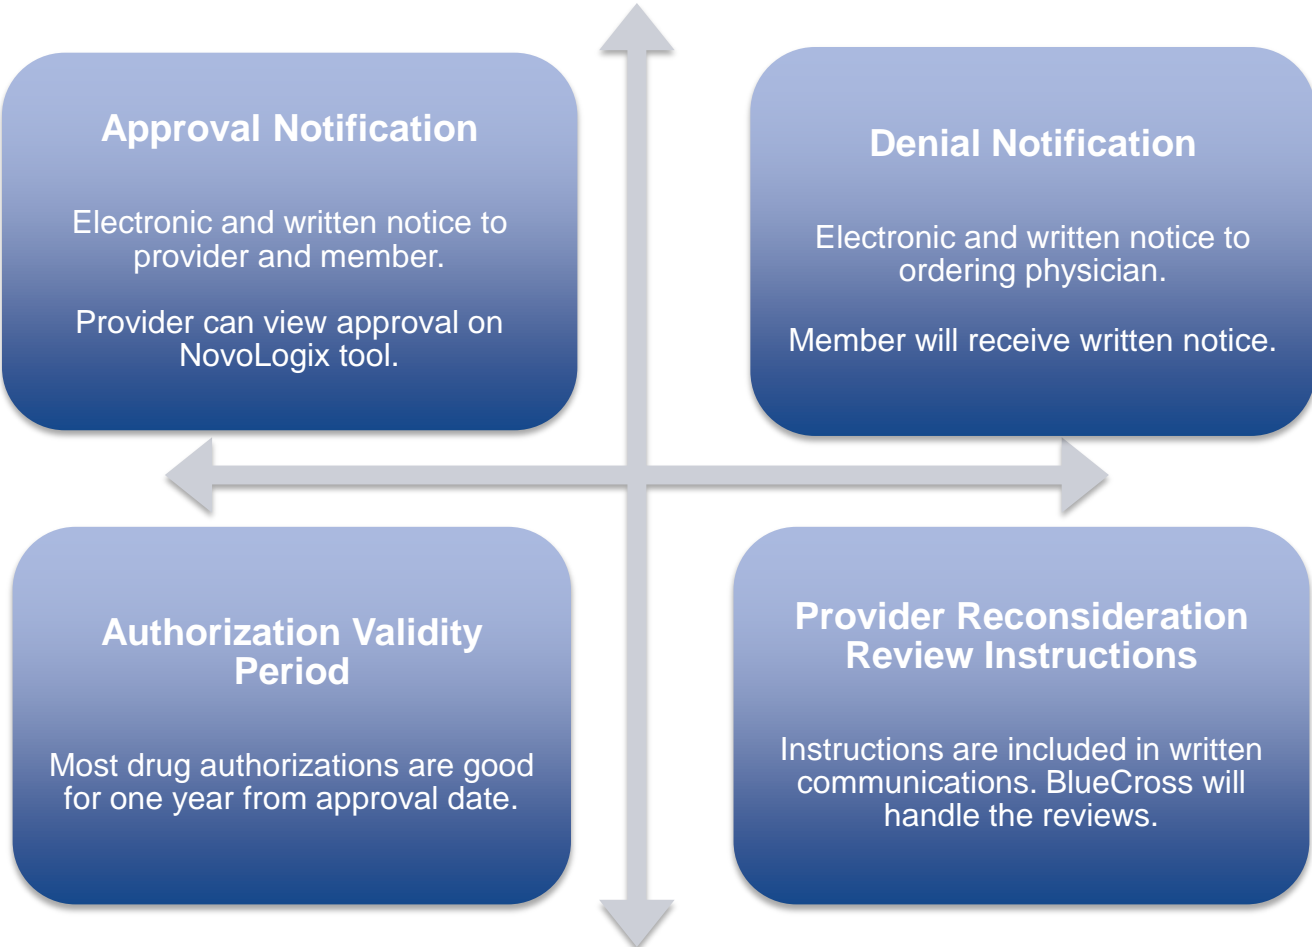 Approval Notification
Electronic and written notice to
provider and member.
Provider can view approval on
NovoLogix tool.
Denial Notification
Electronic and written notice to
ordering physician.
Member will receive written notice.
Authorization Validity
Period
Most drug authorizations are good
for one year from approval date.
Provider Reconsideration
Review Instructions
Instructions are included in written
communications. BlueCross will
handle the reviews.